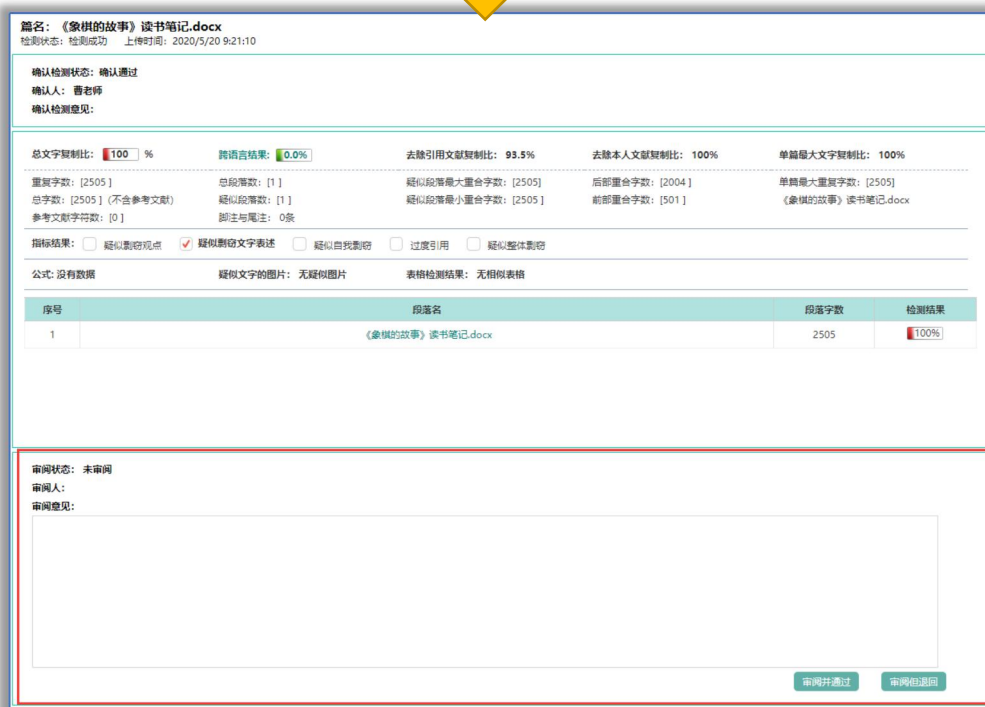 篇名: 《象棋的故事》读书笔记.docx
检测状态: 检测成功 上传时间: 2020/5/20 9:21:10
确认检测状态: 确认通过
确认人: 曹老师
确认检测意见:
总文字复制比: 100 % 跨语言结果: 0.0% 去除引用文献复制比: 93.5% 去除本人文献复制比: 100% 单篇最大文字复制比: 100%
重复字数: [2505 ] 总段落数: [1 ] 疑似段落最大重合字数: [2505] 后部重合字数: [2004 ] 单篇最大重复字数: [2505]
总字数: [2505 ] (不含参考文献) 疑似段落数: [1 ] 疑似段落最小重合字数: [2505 ] 前部重合字数: [501 ] 《象棋的故事》读书笔记.docx
参考文献字符数: [0 ] 脚注与尾注: 0条
指标结果: 疑似剽窃观点 疑似剽窃文字表述 疑似自我剽窃 过度引用 疑似整体剽窃
公式: 没有数据 疑似文字的图片: 无疑似图片 表格检测结果: 无相似表格
序号 段落名 段落字数 检测结果
1 《象棋的故事》读书笔记.docx 2505 100%
审阅状态: 未审阅
审阅人:
审阅意见:
审阅并通过 审阅但退回